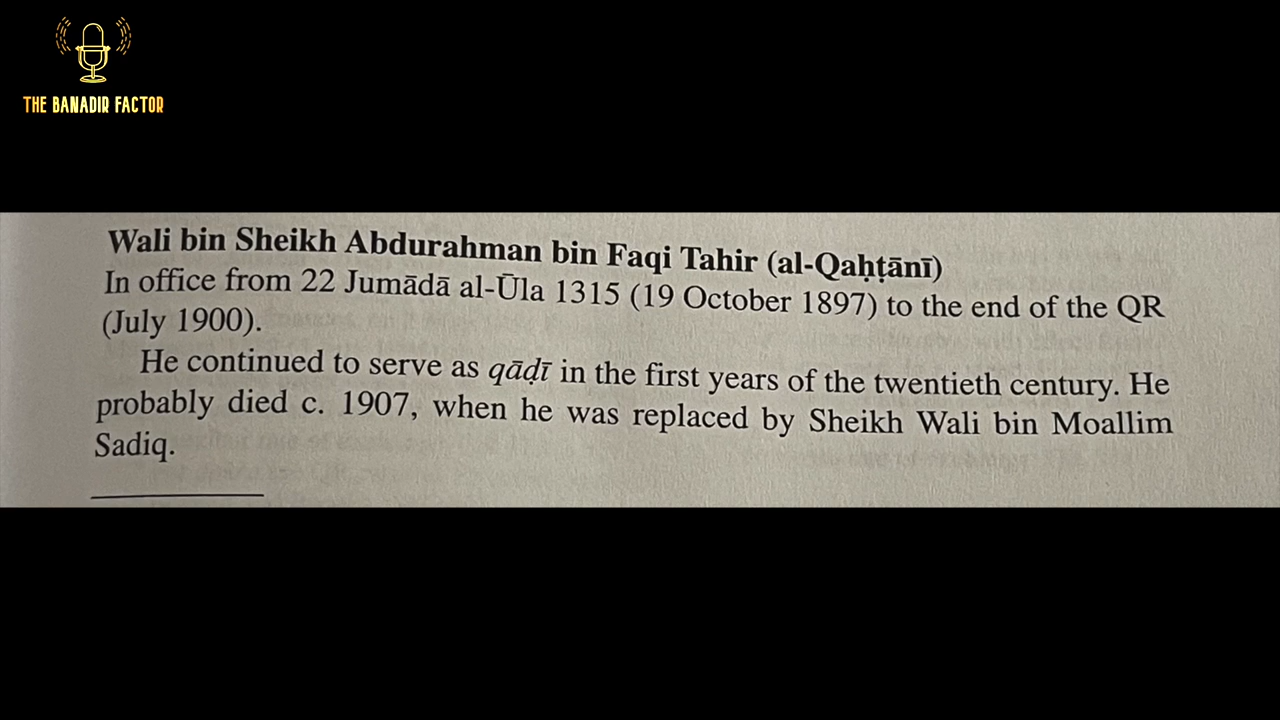 THE BANADIR FACTOR
Wali bin Sheikh Abdurahman bin Faqi Tahir (al-Qaḥṭānī)
In office from 22 Jumādā al-Ūla 1315 (19 October 1897) to the end of the QR
(July 1900).
He continued to serve as qāḍī in the first years of the twentieth century. He
probably died c. 1907, when he was replaced by Sheikh Wali bin Moallim
Sadiq.